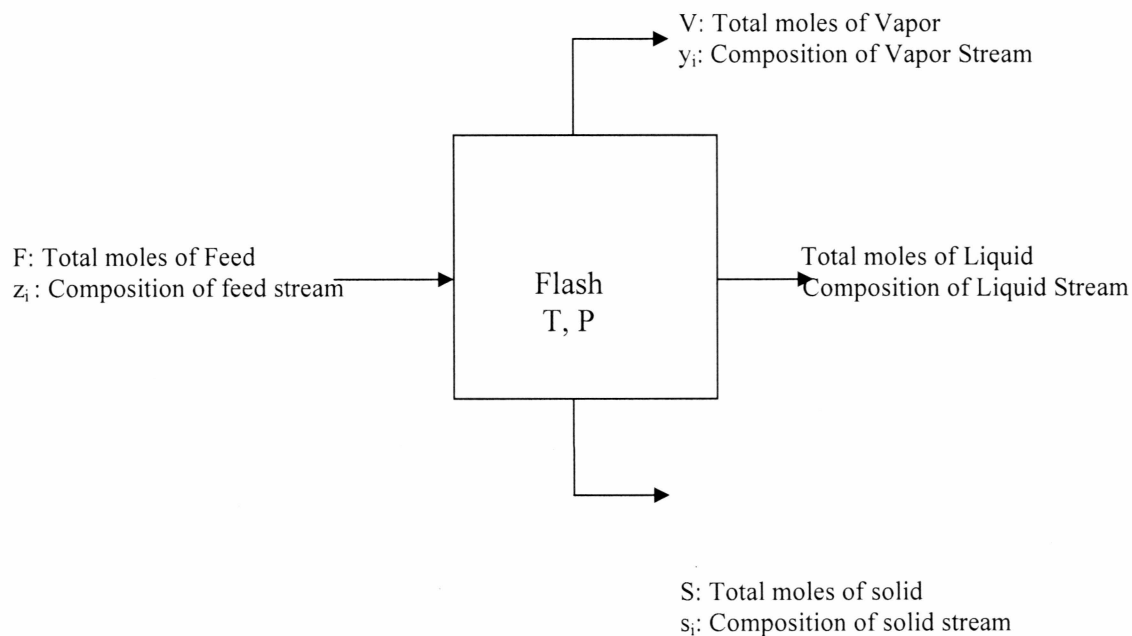 V: Total moles of Vapor
yᵢ: Composition of Vapor Stream
F: Total moles of Feed
zᵢ : Composition of feed stream
Flash
T, P
Total moles of Liquid
Composition of Liquid Stream
S: Total moles of solid
sᵢ: Composition of solid stream